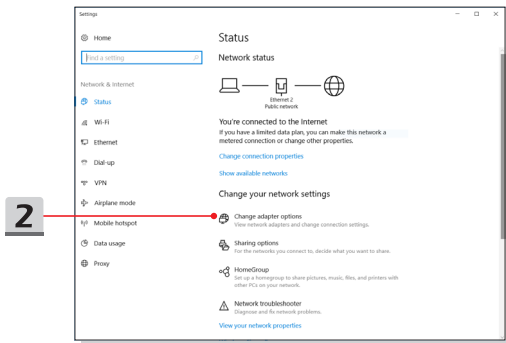 Settings
Home
Status
Find a setting
Network status
Network & Internet
Ethernet 2
Public network
Status
Wi-Fi
Ethernet
Dial-up
VPN
Airplane mode
Mobile hotspot
Data usage
Proxy
You're connected to the Internet
If you have a limited data plan, you can make this network a
metered connection or change other properties.
Change connection properties
Show available networks
Change your network settings
2
Change adapter options
View network adapters and change connection settings.
Sharing options
For the networks you connect to, decide what you want to share.
HomeGroup
Set up a homegroup to share pictures, music, files, and printers with
other PCs on your network.
Network troubleshooter
Diagnose and fix network problems.
View your network properties